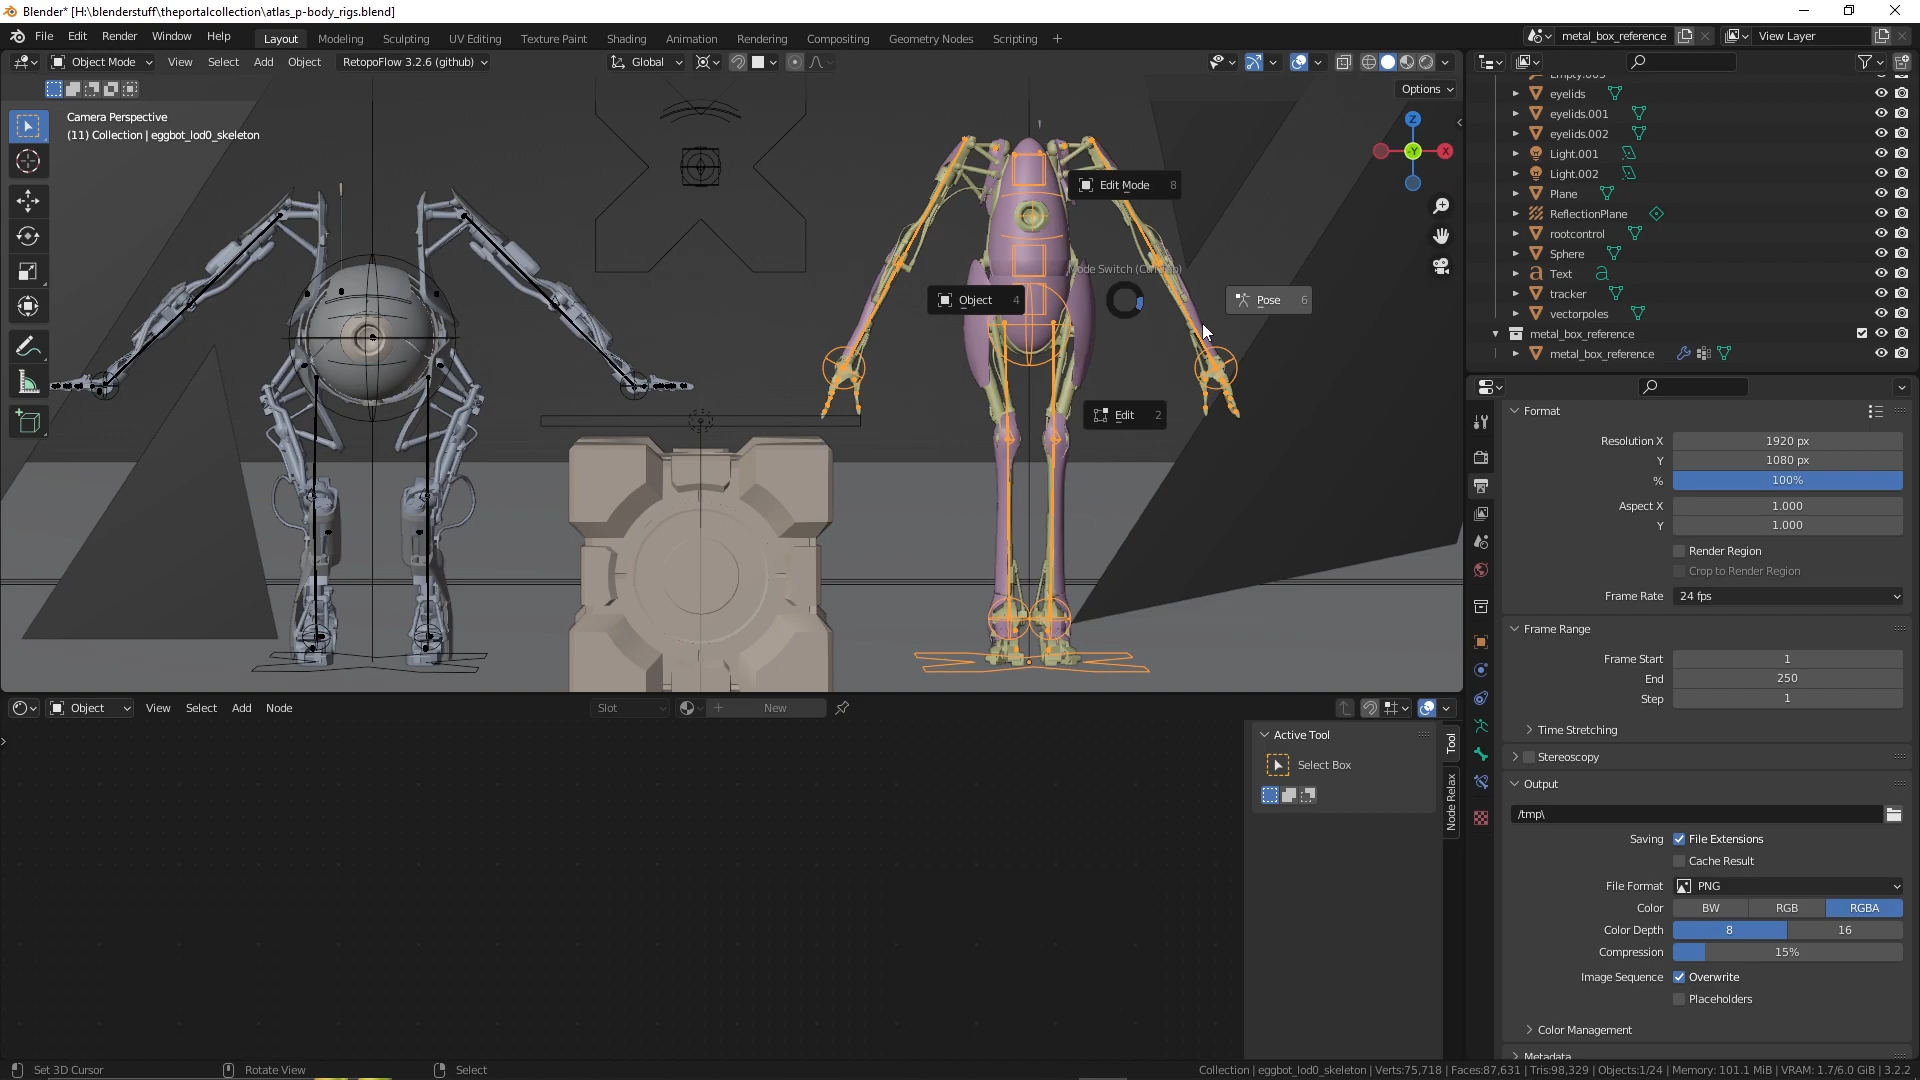 Blender* [H:\blenderstuff\theportalcollection\atlas_p-body_rigs.blend]
File Edit Render Window Help Layout Modeling Sculpting UV Editing Texture Paint Shading Animation Rendering Compositing Geometry Nodes Scripting + metal_box_reference View Layer
Object Mode View Select Add Object RetopoFlow 3.2.6 (github) Global
Options
Camera Perspective
(11) Collection | eggbot_lod0_skeleton
Z
-Y
X
Edit Mode 8
Object 4
Pose 6
Edit 2
eyelids
eyelids.001
eyelids.002
Light.001
Light.002
Plane
ReflectionPlane
rootcontrol
Sphere
Text
tracker
vectorpoles
metal_box_reference
metal_box_reference
Format
Resolution X 1920 px
Y 1080 px
% 100%
Aspect X 1.000
Y 1.000
Render Region
Crop to Render Region
Frame Rate 24 fps
Frame Range
Frame Start 1
End 250
Step 1
Time Stretching
Stereoscopy
Output
/tmp\
Saving File Extensions
Cache Result
File Format PNG
Color BW RGB RGBA
Color Depth 8 16
Compression 15%
Image Sequence Overwrite
Placeholders
Color Management
Metadata
Object View Select Add Node Slot New
Active Tool
Select Box
Tool
Node Relax
Set 3D Cursor Rotate View Select
Collection | eggbot_lod0_skeleton | Verts:75,718 | Faces:87,631 | Tris:98,329 | Objects:1/24 | Memory: 101.1 MiB | VRAM: 1.7/6.0 GiB | 3.2.2